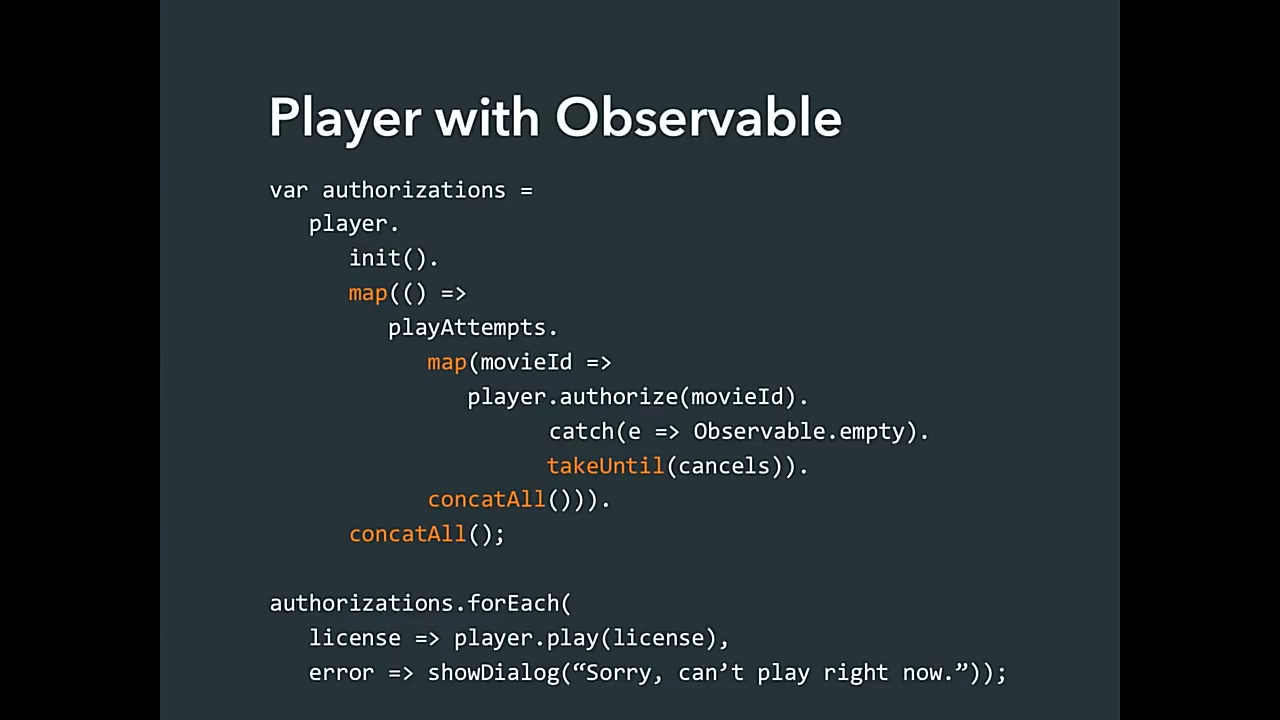 Player with Observable
var authorizations =
player.
init().
map(() =>
playAttempts.
map(movieId =>
player.authorize(movieId).
catch(e => Observable.empty).
takeUntil(cancels)).
concatAll())).
concatAll();
authorizations.forEach(
license => player.play(license),
error => showDialog(“Sorry, can’t play right now.”));